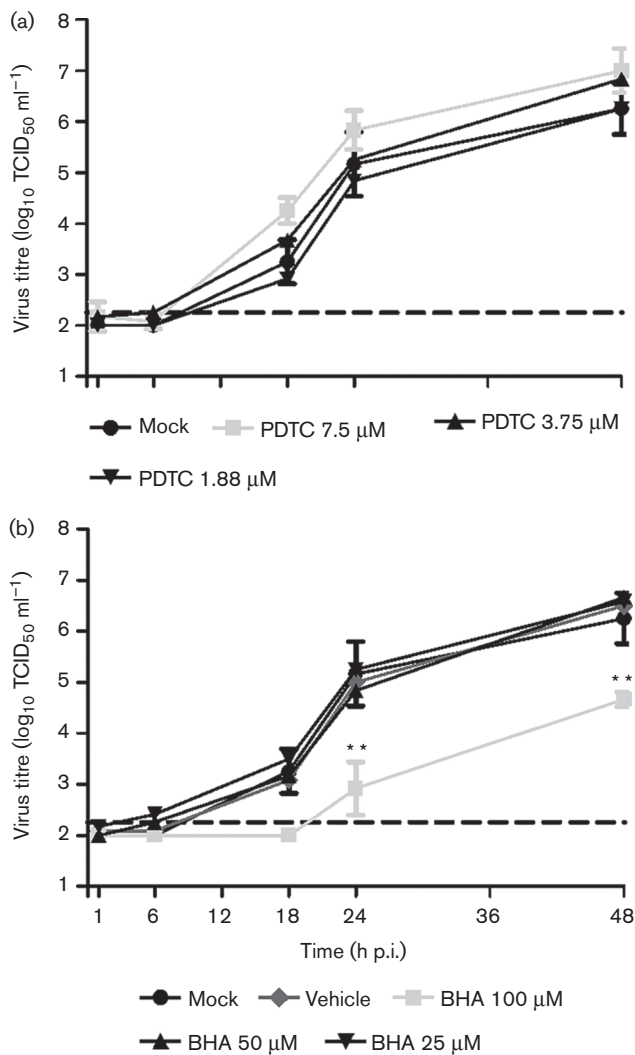 (a)
8
7
6
5
4
3
2
1
Virus titre (log10 TCID50 ml−1)
Mock
PDTC 7.5 µM
PDTC 3.75 µM
PDTC 1.88 µM
(b)
8
7
6
5
4
3
2
1
Virus titre (log10 TCID50 ml−1)
**
**
1 6 12 18 24 36 48
Time (h p.i.)
Mock Vehicle BHA 100 µM
BHA 50 µM BHA 25 µM